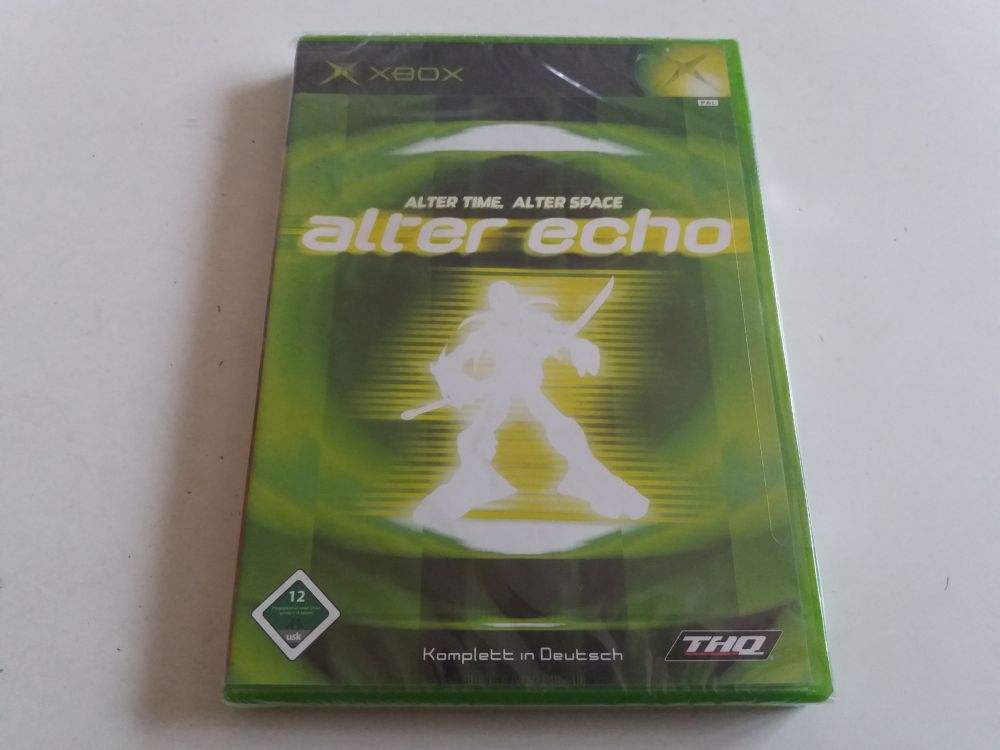 XBOX
PAL
ALTER TIME, ALTER SPACE
alter echo
12
usk
Komplett in Deutsch
THQ